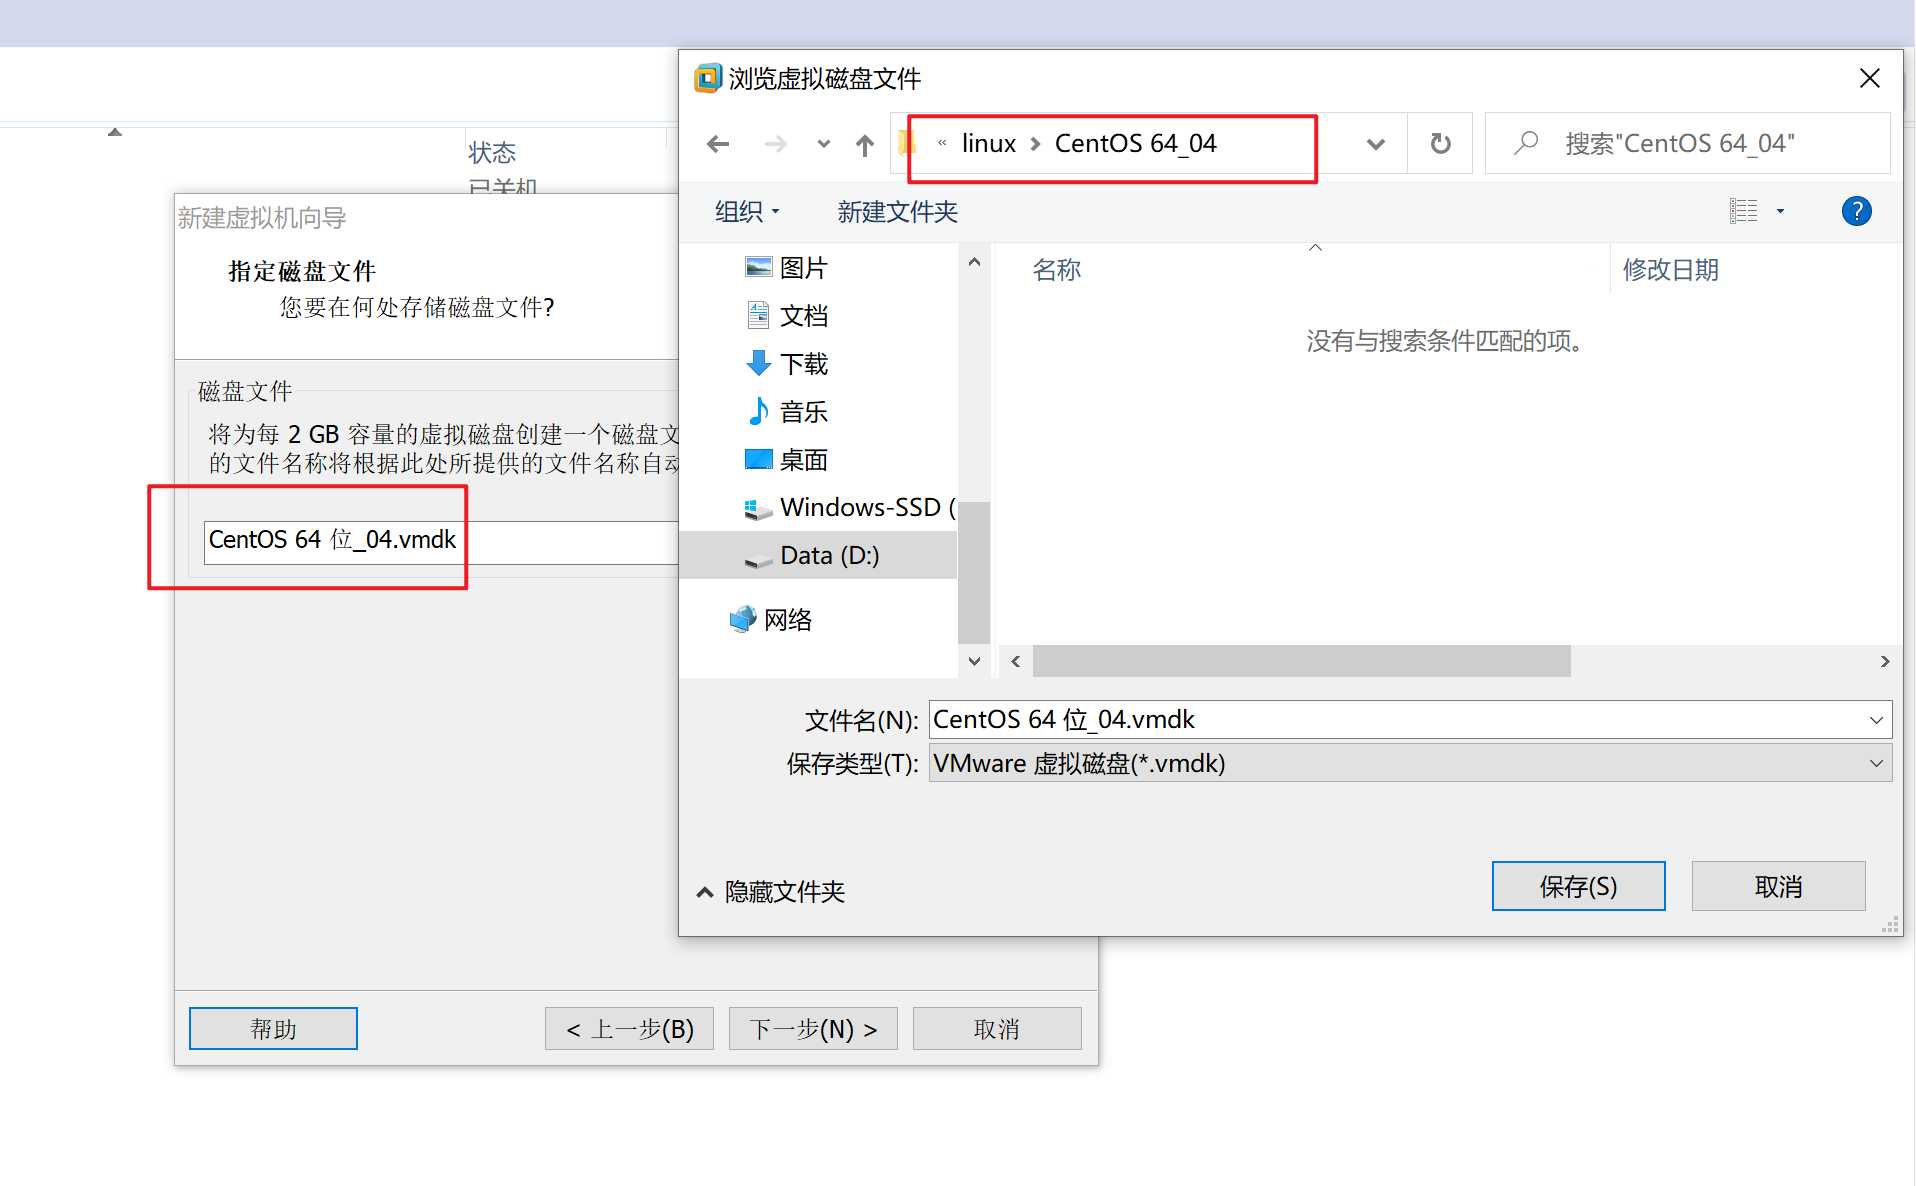 状态
已关机
新建虚拟机向导
指定磁盘文件
您要在何处存储磁盘文件?
磁盘文件
将为每 2 GB 容量的虚拟磁盘创建一个磁盘文
的文件名称将根据此处所提供的文件名称自动
CentOS 64 位_04.vmdk
帮助
< 上一步(B)
下一步(N) >
取消
浏览虚拟磁盘文件
« linux > CentOS 64_04
搜索"CentOS 64_04"
组织
新建文件夹
?
图片
文档
下载
音乐
桌面
Windows-SSD (
Data (D:)
网络
名称
修改日期
没有与搜索条件匹配的项。
文件名(N): CentOS 64 位_04.vmdk
保存类型(T): VMware 虚拟磁盘(*.vmdk)
隐藏文件夹
保存(S)
取消